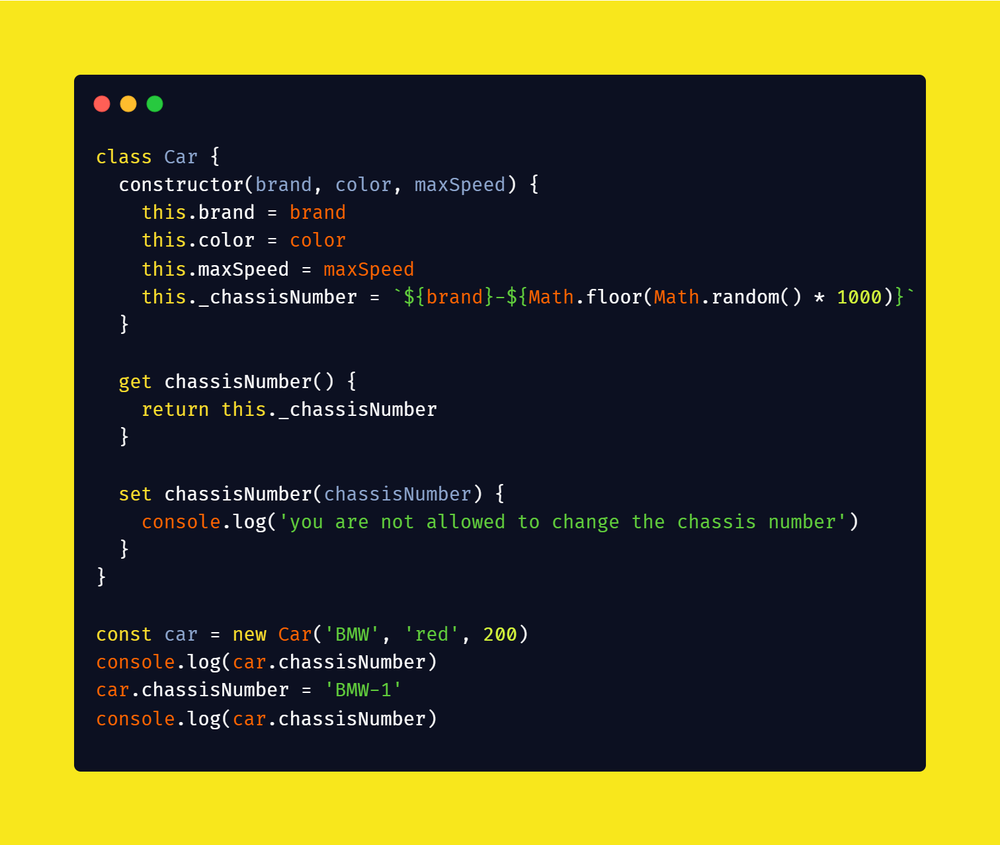 class Car {
  constructor(brand, color, maxSpeed) {
    this.brand = brand
    this.color = color
    this.maxSpeed = maxSpeed
    this._chassisNumber = `${brand}-${Math.floor(Math.random() * 1000)}`
  }

  get chassisNumber() {
    return this._chassisNumber
  }

  set chassisNumber(chassisNumber) {
    console.log('you are not allowed to change the chassis number')
  }
}

const car = new Car('BMW', 'red', 200)
console.log(car.chassisNumber)
car.chassisNumber = 'BMW-1'
console.log(car.chassisNumber)